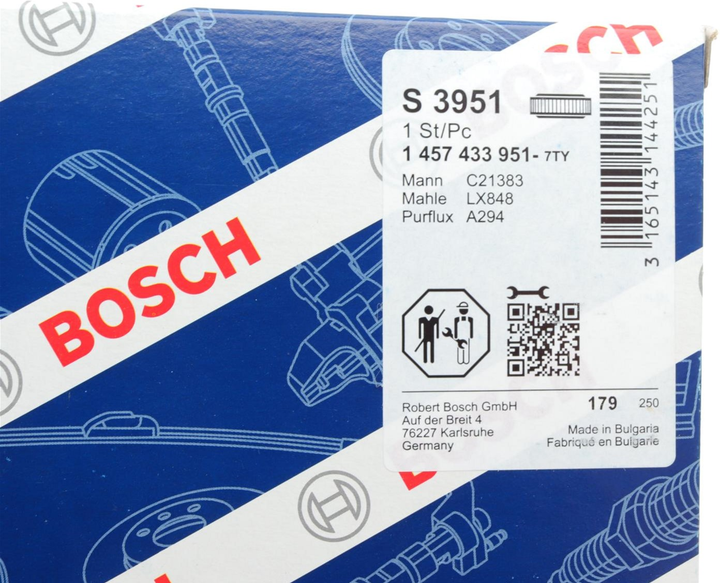 BOSCH
BOSCH
S 3951
1 St/Pc
1 457 433 951- 7TY
Mann C21383
Mahle LX848
Purflux A294
3 165143 144251
BOSCH
Robert Bosch GmbH
Auf der Breit 4
76227 Karlsruhe
Germany
179 250
Made in Bulgaria
Fabriqué en Bulgarie